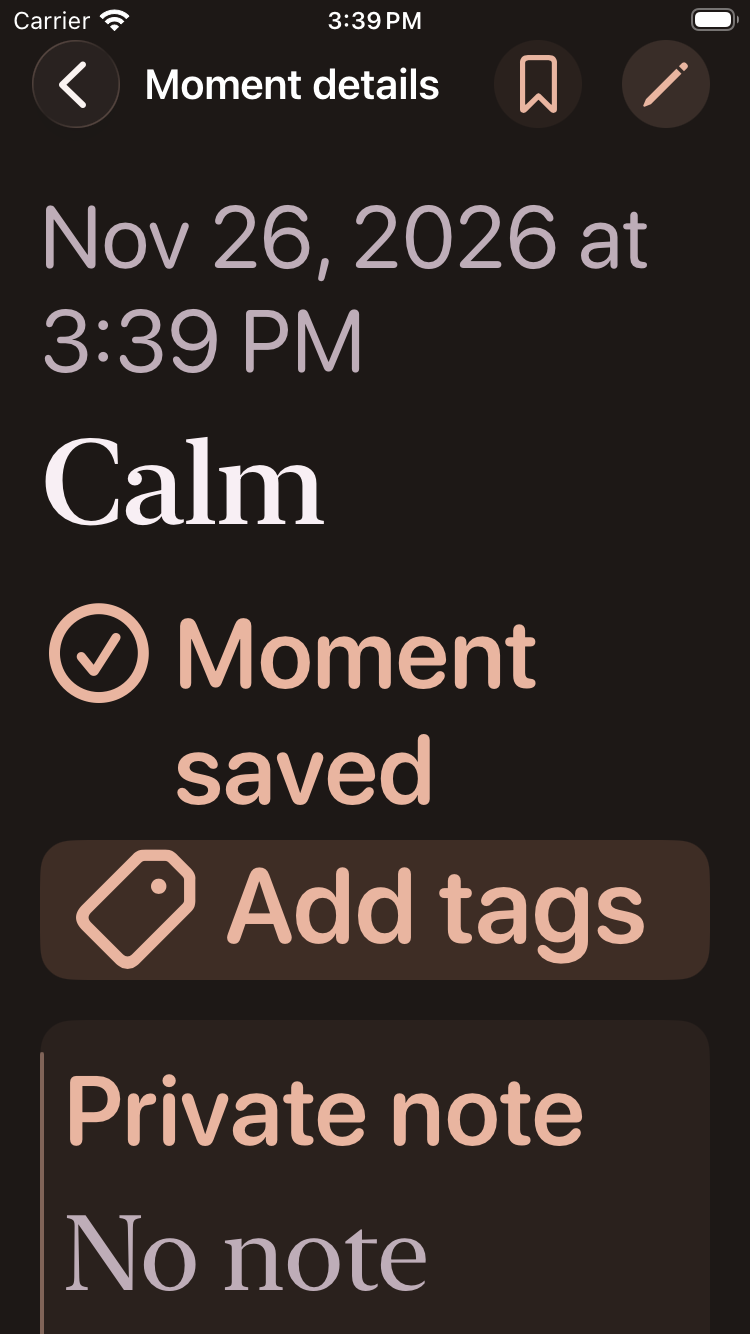 Carrier 3:39 PM
Moment details
Nov 26, 2026 at
3:39 PM
Calm
Moment
saved
Add tags
Private note
No note